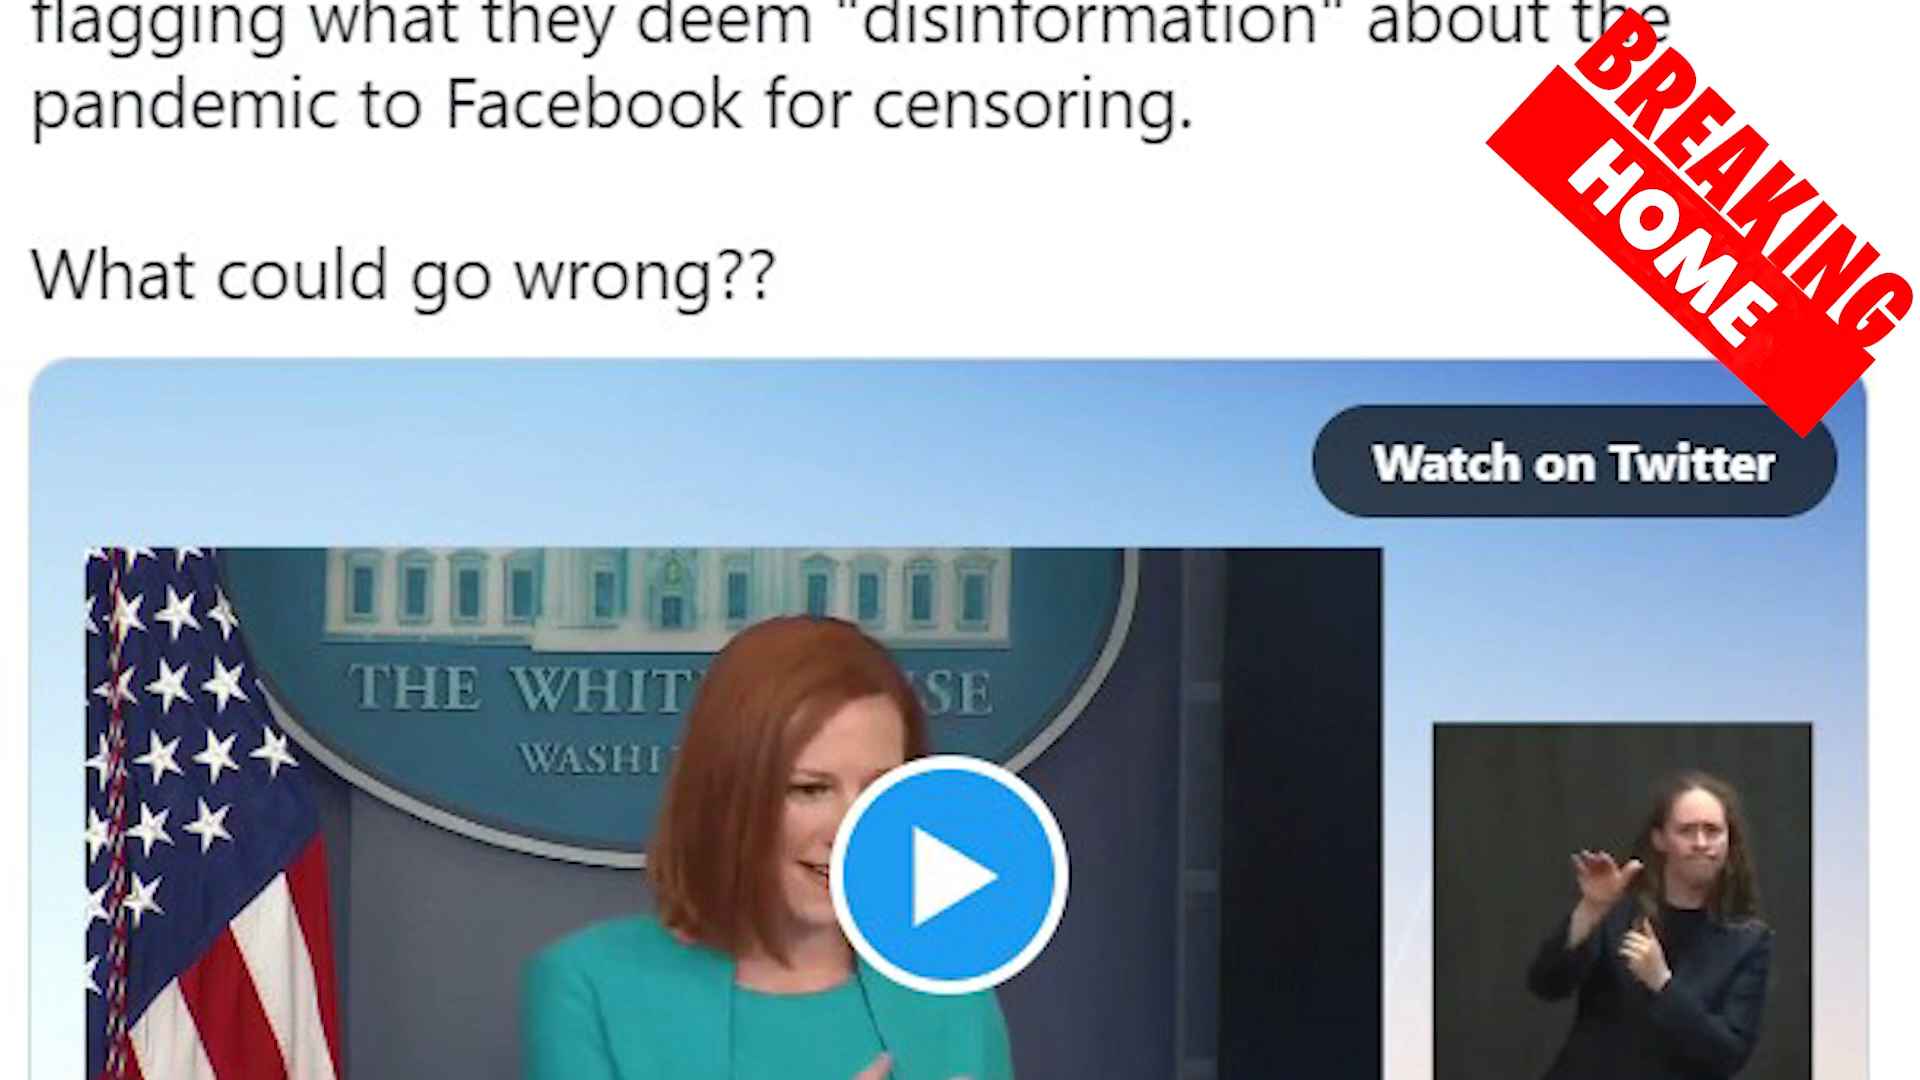 flagging what they deem "disinformation" about the
pandemic to Facebook for censoring.
What could go wrong??
BREAKING
HOME
Watch on Twitter
THE WHIT SE
WASHI